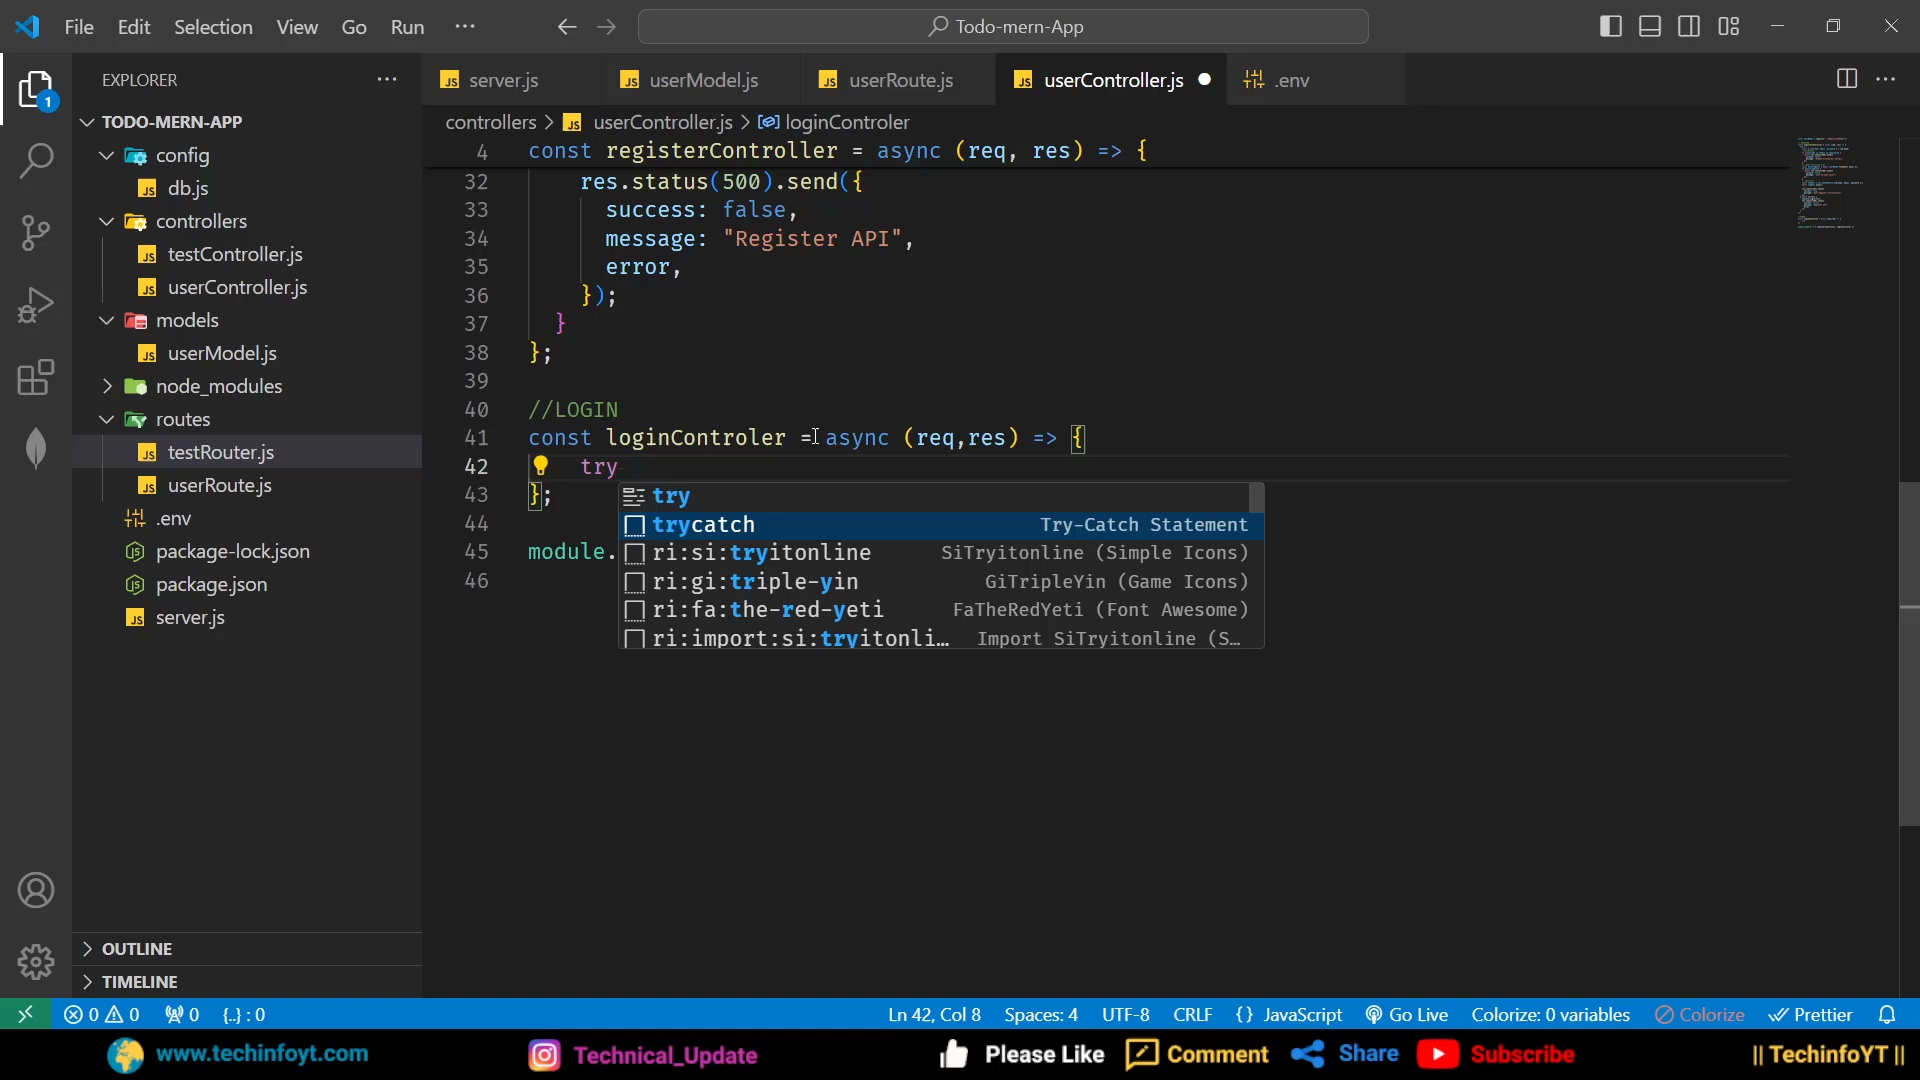 File Edit Selection View Go Run ··· Todo-mern-App
EXPLORER ···
server.js userModel.js userRoute.js userController.js .env
TODO-MERN-APP
controllers > userController.js > loginControler
config
db.js
controllers
testController.js
userController.js
models
userModel.js
node_modules
routes
testRouter.js
userRoute.js
.env
package-lock.json
package.json
server.js
OUTLINE
TIMELINE
1
4 const registerController = async (req, res) => {
32 res.status(500).send({
33 success: false,
34 message: "Register API",
35 error,
36 });
37 }
38 };
39
40 //LOGIN
41 const loginControler = async (req,res) => {
42 try
43 };
44
45 module.
46
try
trycatch Try-Catch Statement
ri:si:tryitonline SiTryitonline (Simple Icons)
ri:gi:triple-yin GiTripleYin (Game Icons)
ri:fa:the-red-yeti FaTheRedYeti (Font Awesome)
ri:import:si:tryitonli… Import SiTryitonline (S…
0 0 0 {..} : 0 Ln 42, Col 8 Spaces: 4 UTF-8 CRLF {} JavaScript Go Live Colorize: 0 variables Colorize Prettier
www.techinfoyt.com Technical_Update Please Like Comment Share Subscribe || TechinfoYT ||